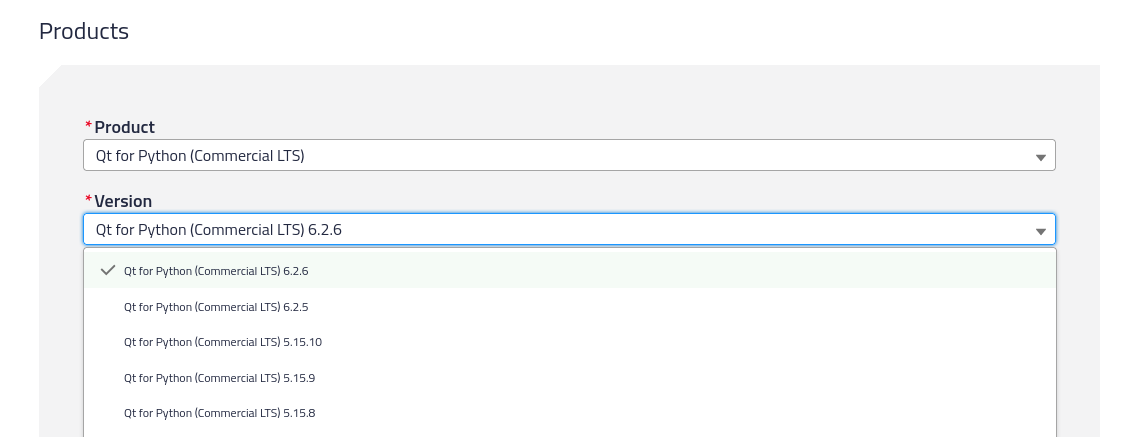 Products
*Product
Qt for Python (Commercial LTS)
*Version
Qt for Python (Commercial LTS) 6.2.6
Qt for Python (Commercial LTS) 6.2.6
Qt for Python (Commercial LTS) 6.2.5
Qt for Python (Commercial LTS) 5.15.10
Qt for Python (Commercial LTS) 5.15.9
Qt for Python (Commercial LTS) 5.15.8